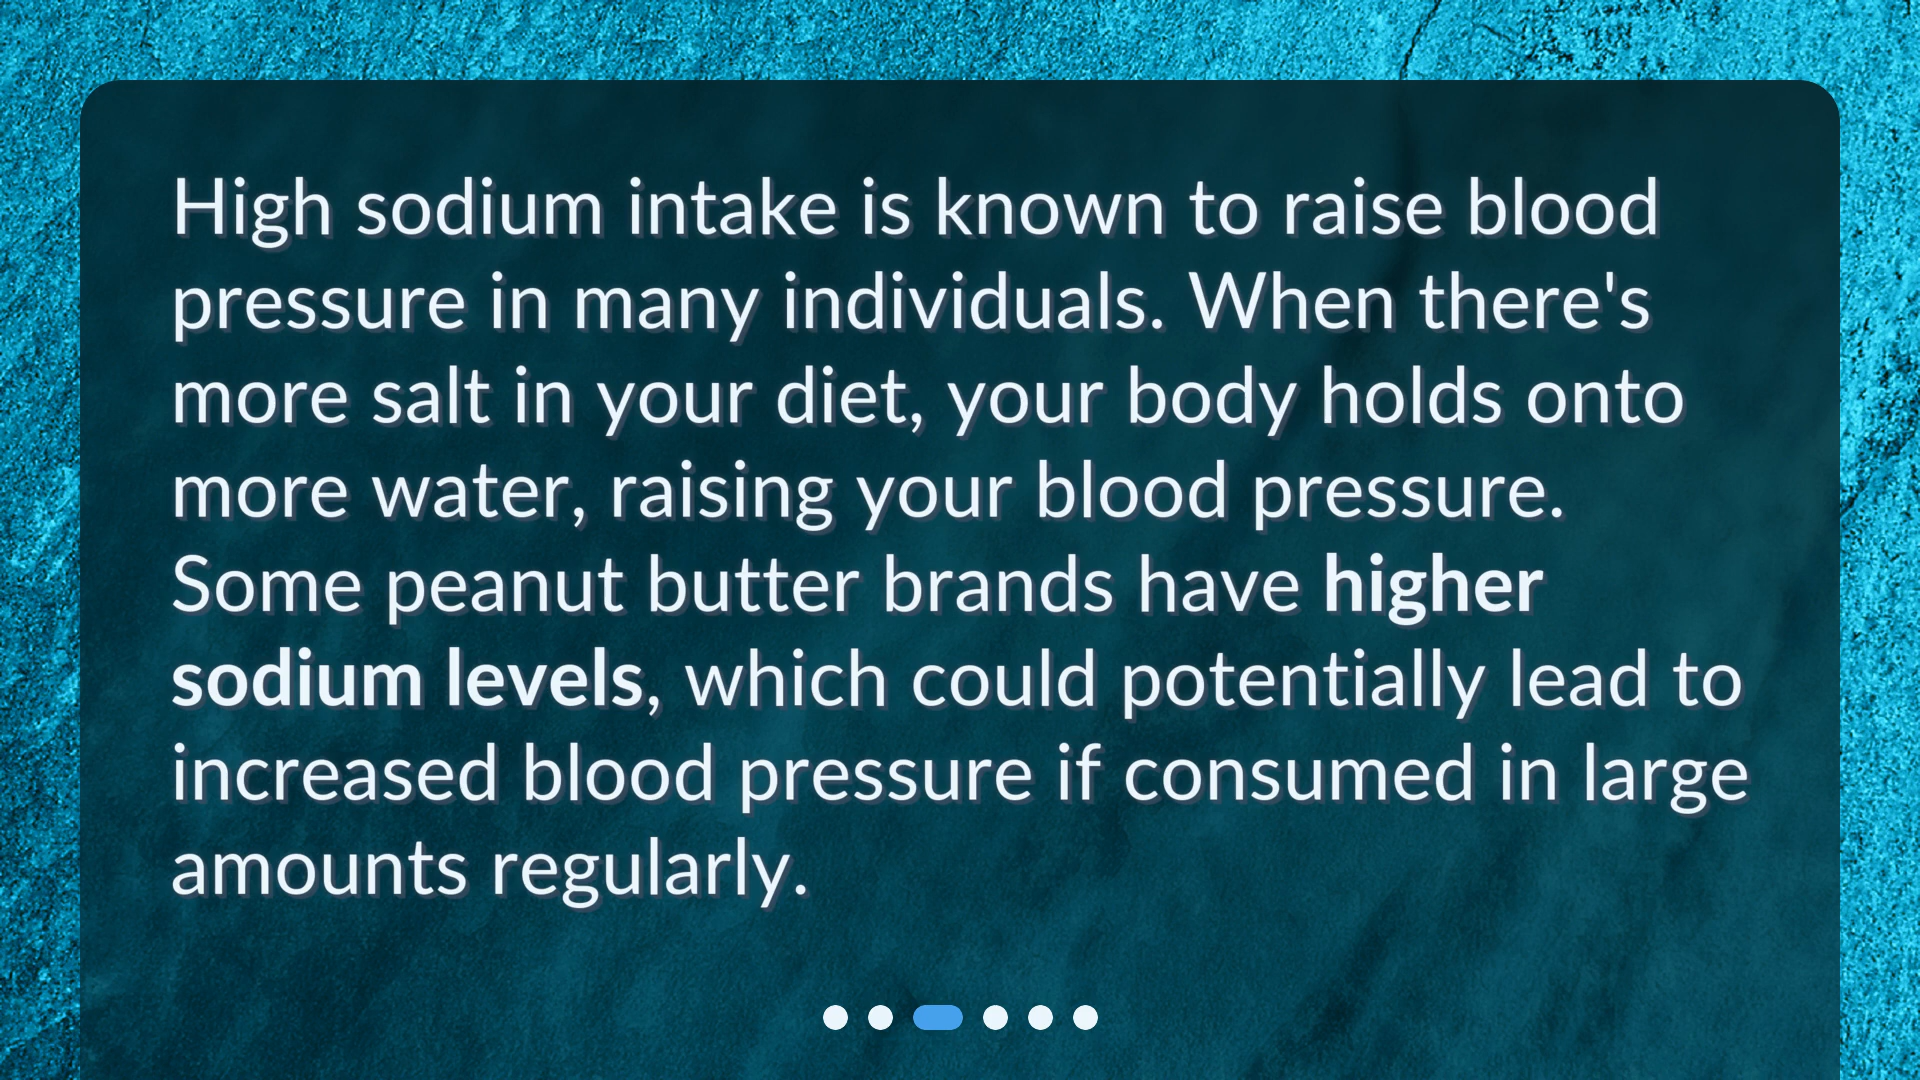 High sodium intake is known to raise blood
pressure in many individuals. When there's
more salt in your diet, your body holds onto
more water, raising your blood pressure.
Some peanut butter brands have higher
sodium levels, which could potentially lead to
increased blood pressure if consumed in large
amounts regularly.